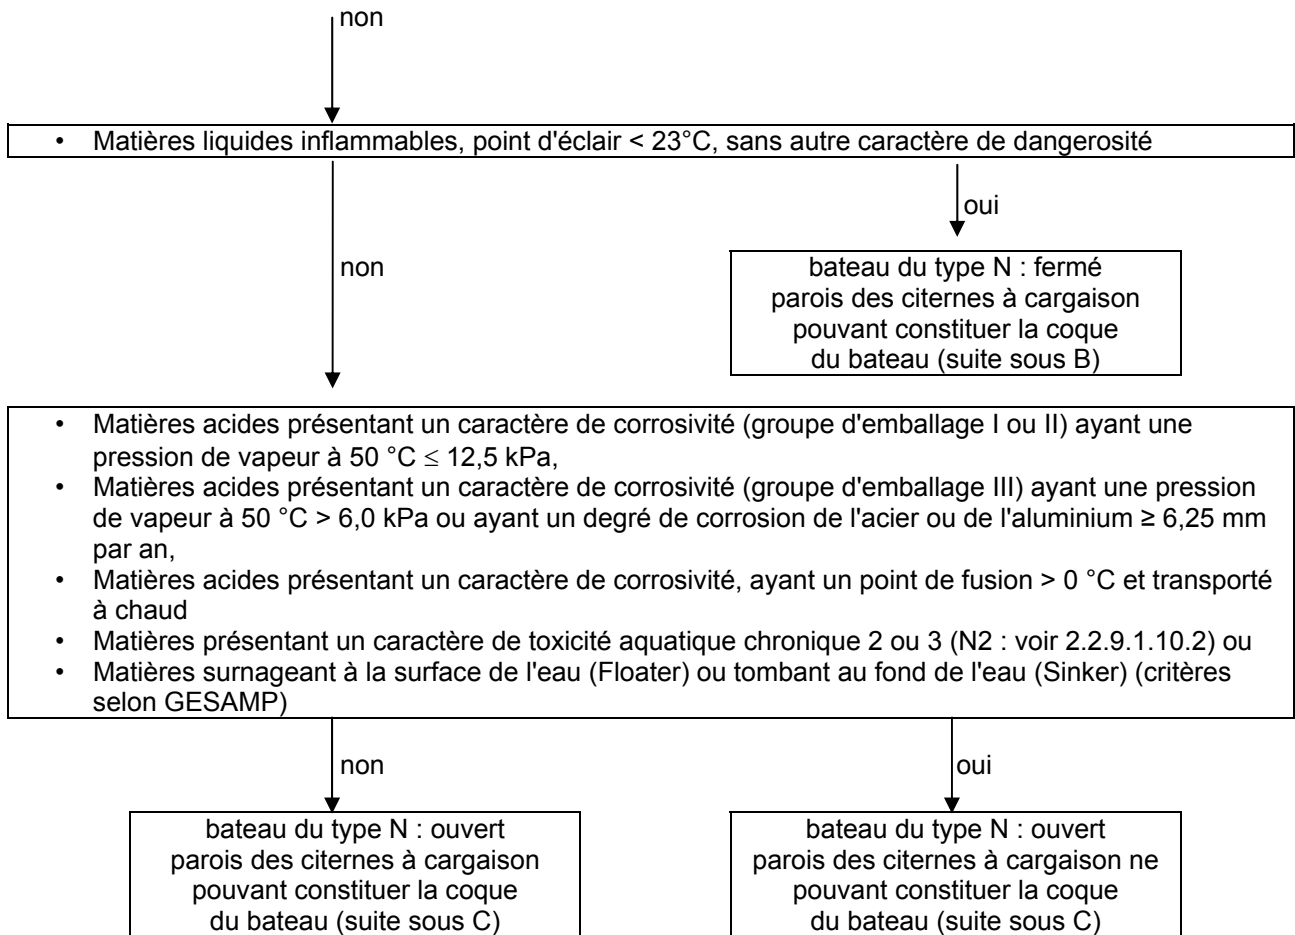 non
• Matières liquides inflammables, point d'éclair < 23°C, sans autre caractère de dangerosité
oui
non
bateau du type N : fermé
parois des citernes à cargaison
pouvant constituer la coque
du bateau (suite sous B)
• Matières acides présentant un caractère de corrosivité (groupe d'emballage I ou II) ayant une
pression de vapeur à 50 °C ≤ 12,5 kPa,
• Matières acides présentant un caractère de corrosivité (groupe d'emballage III) ayant une pression
de vapeur à 50 °C > 6,0 kPa ou ayant un degré de corrosion de l'acier ou de l'aluminium ≥ 6,25 mm
par an,
• Matières acides présentant un caractère de corrosivité, ayant un point de fusion > 0 °C et transporté
à chaud
• Matières présentant un caractère de toxicité aquatique chronique 2 ou 3 (N2 : voir 2.2.9.1.10.2) ou
• Matières surnageant à la surface de l'eau (Floater) ou tombant au fond de l'eau (Sinker) (critères
selon GESAMP)
non
oui
bateau du type N : ouvert
parois des citernes à cargaison
pouvant constituer la coque
du bateau (suite sous C)
bateau du type N : ouvert
parois des citernes à cargaison ne
pouvant constituer la coque
du bateau (suite sous C)